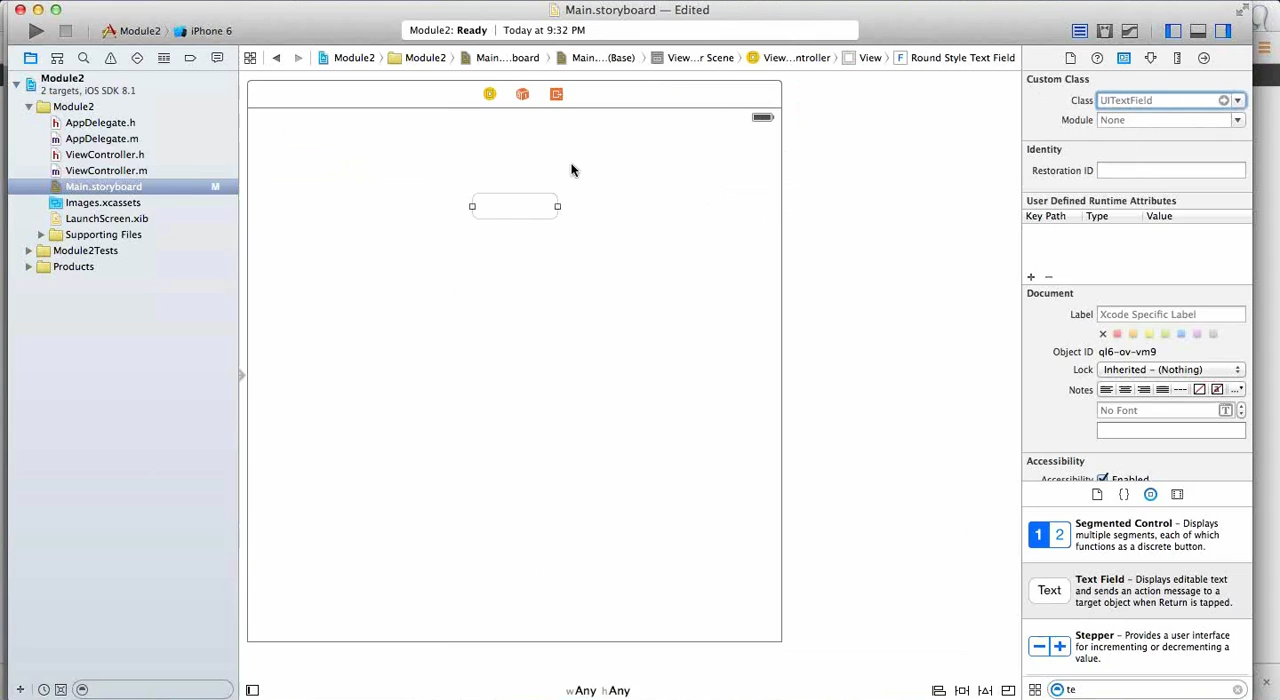 Main.storyboard — Edited
Module2 iPhone 6
Module2: Ready Today at 9:32 PM
Module2 Module2 Main....board Main....(Base) View...r Scene View...ntroller View F Round Style Text Field
Module2
2 targets, iOS SDK 8.1
Module2
h AppDelegate.h
m AppDelegate.m
h ViewController.h
m ViewController.m
Main.storyboard M
Images.xcassets
LaunchScreen.xib
Supporting Files
Module2Tests
Products
wAny hAny
Custom Class
Class UITextField
Module None
Identity
Restoration ID
User Defined Runtime Attributes
Key Path Type Value
Document
Label Xcode Specific Label
Object ID
Lock Inherited – (Nothing)
Notes
No Font T
Accessibility
Accessibility Enabled
1 2 Segmented Control – Displays
multiple segments, each of which
functions as a discrete button.
Text Text Field – Displays editable text
and sends an action message to a
target object when Return is tapped.
Stepper – Provides a user interface
for incrementing or decrementing a
value.
te